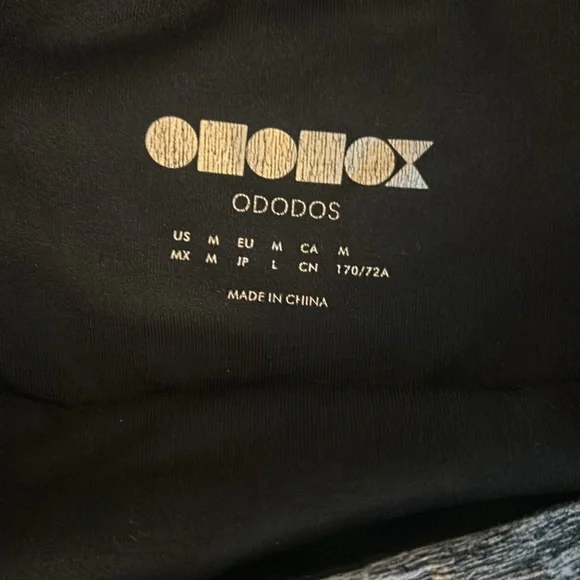 ODODOS
US M EU M CA M
MX M JP L CN 170/72A
MADE IN CHINA